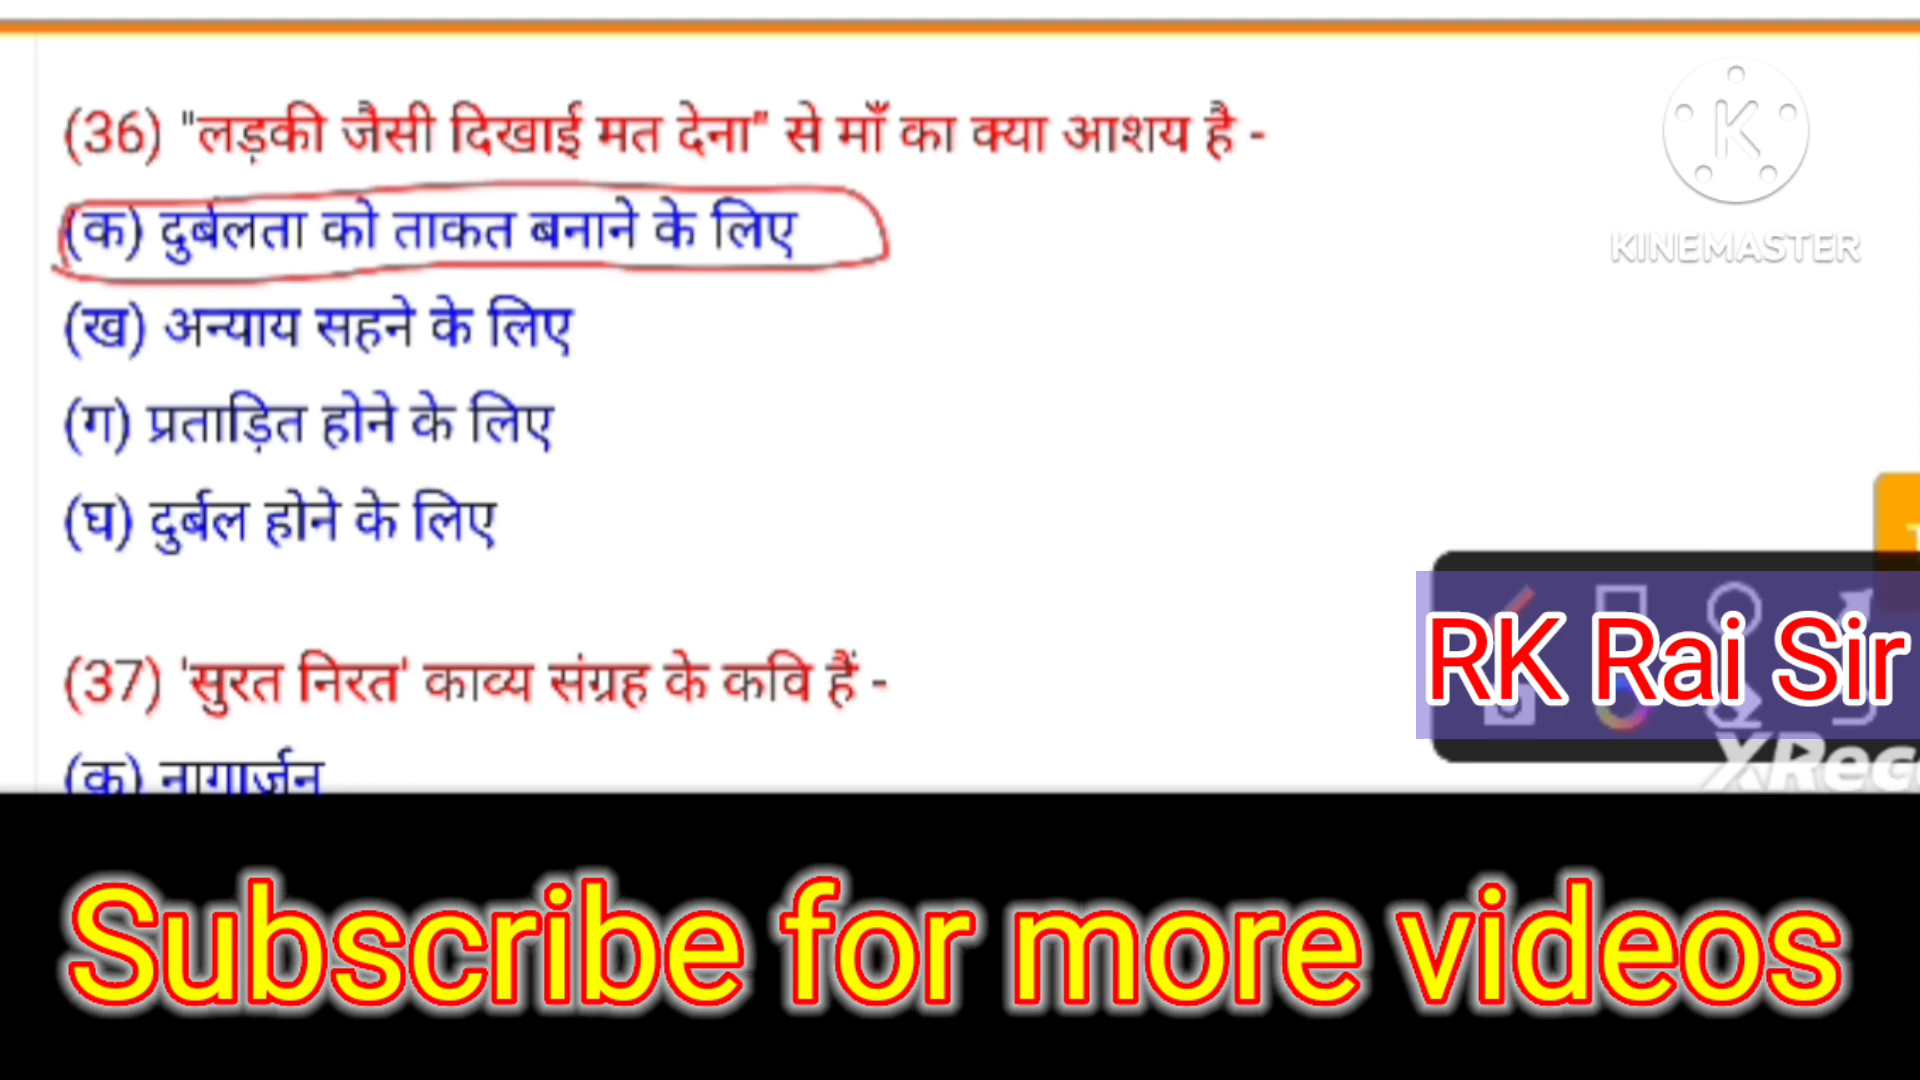 (36) "लड़की जैसी दिखाई मत देना" से माँ का क्या आशय है -
(क) दुर्बलता को ताकत बनाने के लिए
(ख) अन्याय सहने के लिए
(ग) प्रताड़ित होने के लिए
(घ) दुर्बल होने के लिए
(37) 'सुरत निरत' काव्य संग्रह के कवि हैं -
(क) नागार्जुन
K
KINEMASTER
RK Rai Sir
XRec
Subscribe for more videos